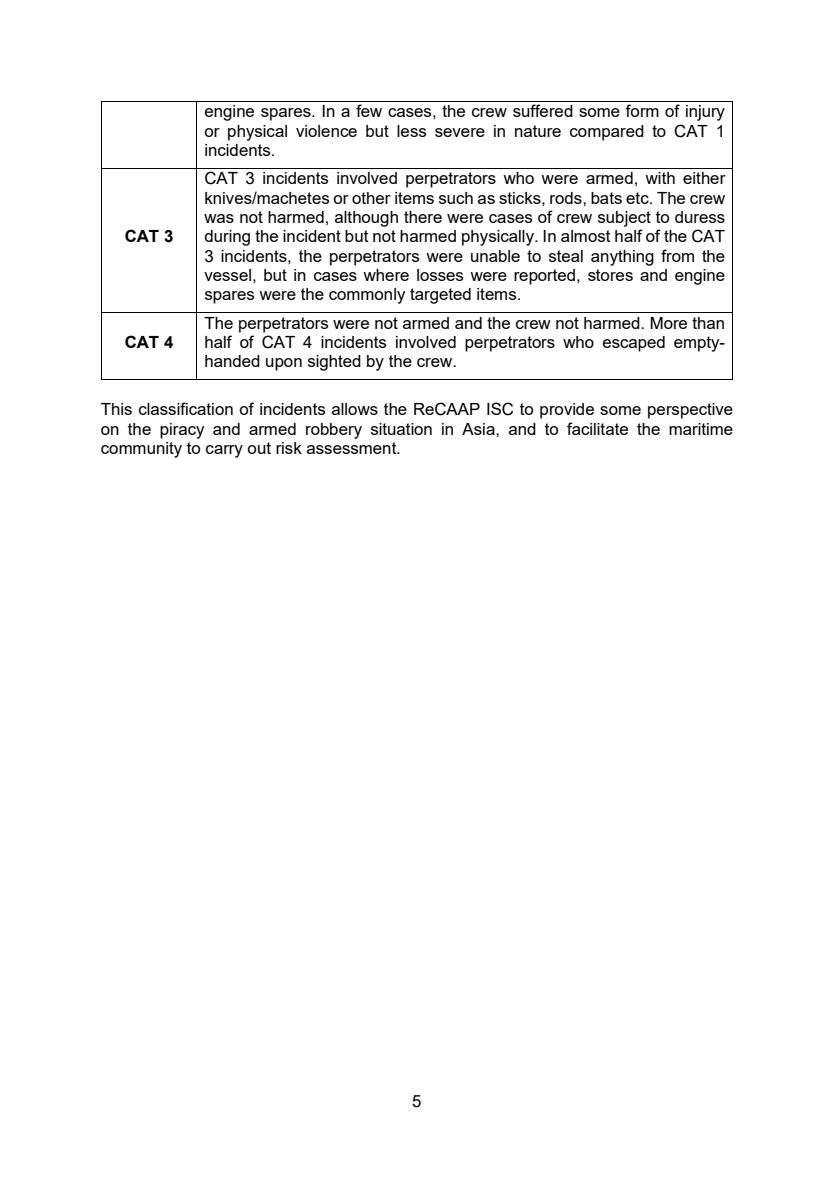 engine spares. In a few cases, the crew suffered some form of injury
or physical violence but less severe in nature compared to CAT 1
incidents.
CAT 3
CAT 3 incidents involved perpetrators who were armed, with either
knives/machetes or other items such as sticks, rods, bats etc. The crew
was not harmed, although there were cases of crew subject to duress
during the incident but not harmed physically. In almost half of the CAT
3 incidents, the perpetrators were unable to steal anything from the
vessel, but in cases where losses were reported, stores and engine
spares were the commonly targeted items.
CAT 4
The perpetrators were not armed and the crew not harmed. More than
half of CAT 4 incidents involved perpetrators who escaped empty-
handed upon sighted by the crew.
This classification of incidents allows the ReCAAP ISC to provide some perspective
on the piracy and armed robbery situation in Asia, and to facilitate the maritime
community to carry out risk assessment.
5